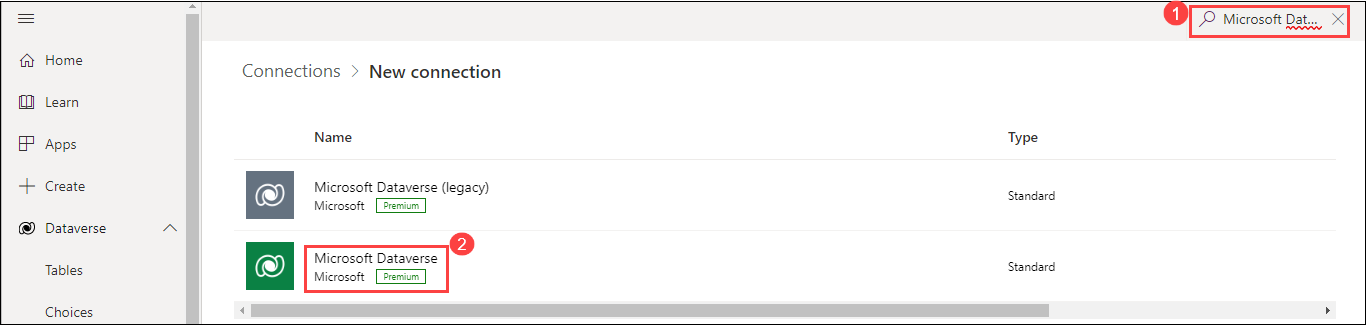 1
Microsoft Dat...
Home
Learn
Apps
Create
Dataverse
Tables
Choices
Connections > New connection
Name Type
Microsoft Dataverse (legacy)
Microsoft Premium
Standard
2
Microsoft Dataverse
Microsoft Premium
Standard